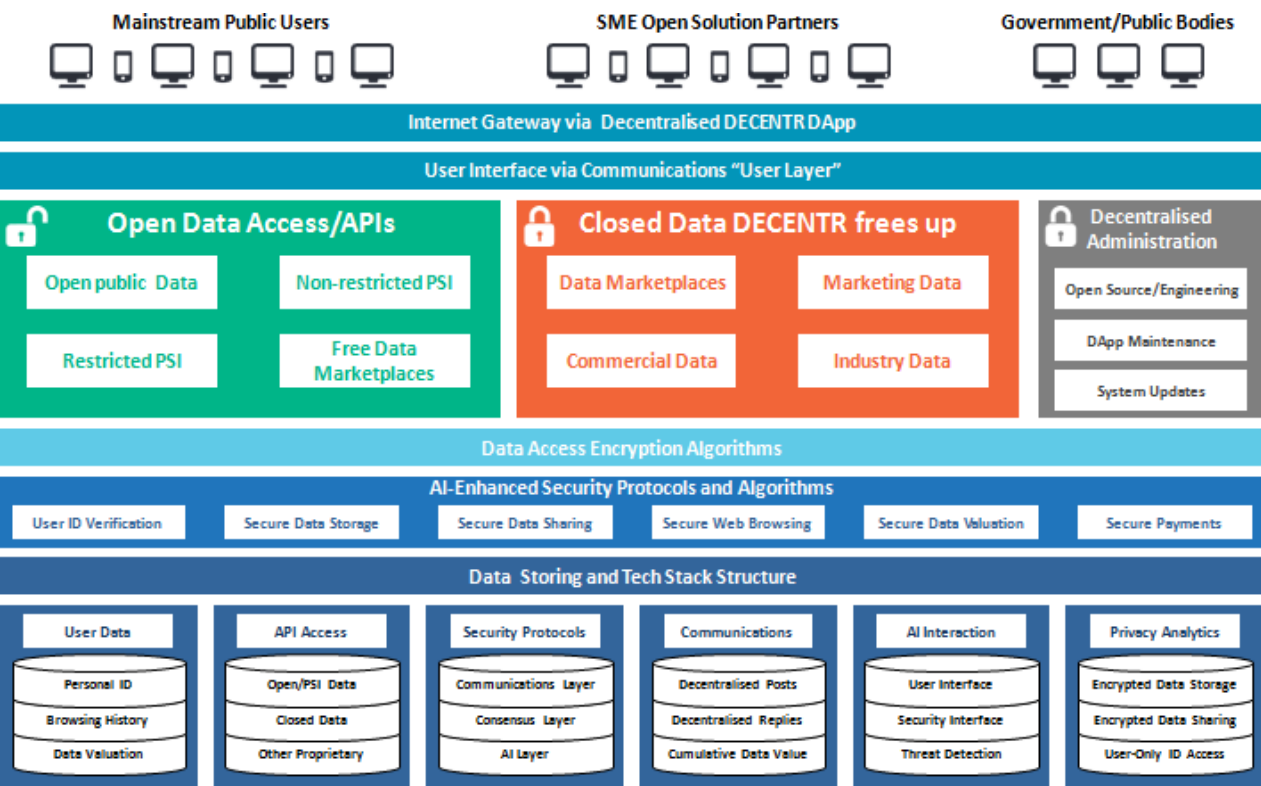 Mainstream Public Users
SME Open Solution Partners
Government/Public Bodies
Internet Gateway via Decentralised DECENTR DApp
User Interface via Communications “User Layer”
Open Data Access/APIs
Open public Data
Non-restricted PSI
Restricted PSI
Free Data
Marketplaces
Closed Data DECENTR frees up
Data Marketplaces
Marketing Data
Commercial Data
Industry Data
Decentralised
Administration
Open Source/Engineering
DApp Maintenance
System Updates
Data Access Encryption Algorithms
AI-Enhanced Security Protocols and Algorithms
User ID Verification
Secure Data Storage
Secure Data Sharing
Secure Web Browsing
Secure Data Valuation
Secure Payments
Data Storing and Tech Stack Structure
User Data
Personal ID
Browsing History
Data Valuation
API Access
Open/PSI Data
Closed Data
Other Proprietary
Security Protocols
Communications Layer
Consensus Layer
AI Layer
Communications
Decentralised Posts
Decentralised Replies
Cumulative Data Value
AI Interaction
User Interface
Security Interface
Threat Detection
Privacy Analytics
Encrypted Data Storage
Encrypted Data Sharing
User-Only ID Access